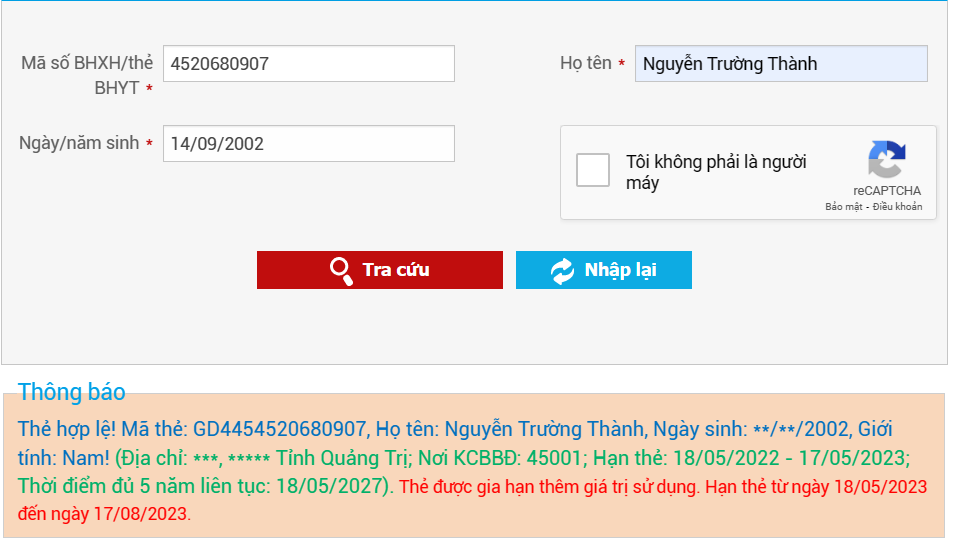 Mã số BHXH/thẻ BHYT * 4520680907
Họ tên * Nguyễn Trường Thành
Ngày/năm sinh * 14/09/2002
Tôi không phải là người
máy
reCAPTCHA
Bảo mật - Điều khoản
Tra cứu
Nhập lại
Thông báo
Thẻ hợp lệ! Mã thẻ: GD4454520680907, Họ tên: Nguyễn Trường Thành, Ngày sinh: **/**/2002, Giới
tính: Nam! (Địa chỉ: ***, ***** Tỉnh Quảng Trị; Nơi KCBBĐ: 45001; Hạn thẻ: 18/05/2022 - 17/05/2023;
Thời điểm đủ 5 năm liên tục: 18/05/2027). Thẻ được gia hạn thêm giá trị sử dụng. Hạn thẻ từ ngày 18/05/2023
đến ngày 17/08/2023.